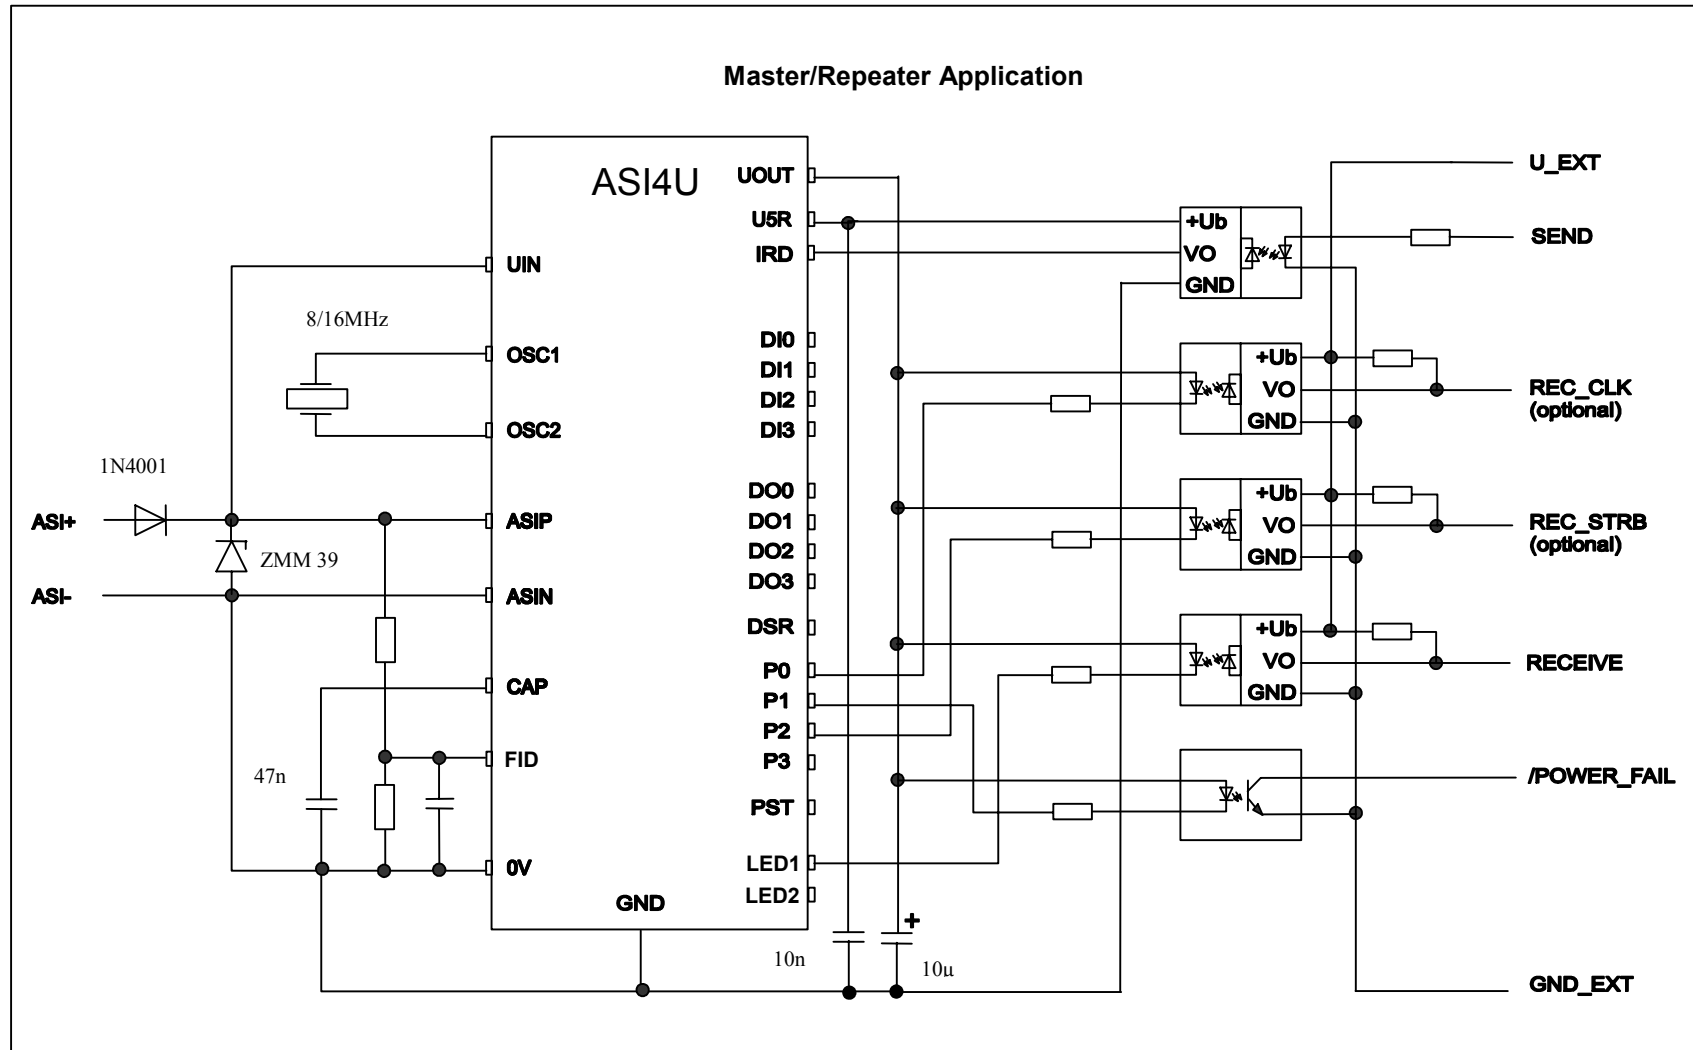 Master/Repeater Application
ASI4U
UOUT
U5R
IRD
DI0
DI1
DI2
DI3
DO0
DO1
DO2
DO3
DSR
P0
P1
P2
P3
PST
LED1
LED2
GND
UIN
OSC1
OSC2
ASIP
ASIN
CAP
FID
0V
8/16MHz
1N4001
ASI+
ZMM 39
ASI-
47n
10n
+
10µ
+Ub
VO
GND
+Ub
VO
GND
+Ub
VO
GND
+Ub
VO
GND
U_EXT
SEND
REC_CLK
(optional)
REC_STRB
(optional)
RECEIVE
/POWER_FAIL
GND_EXT